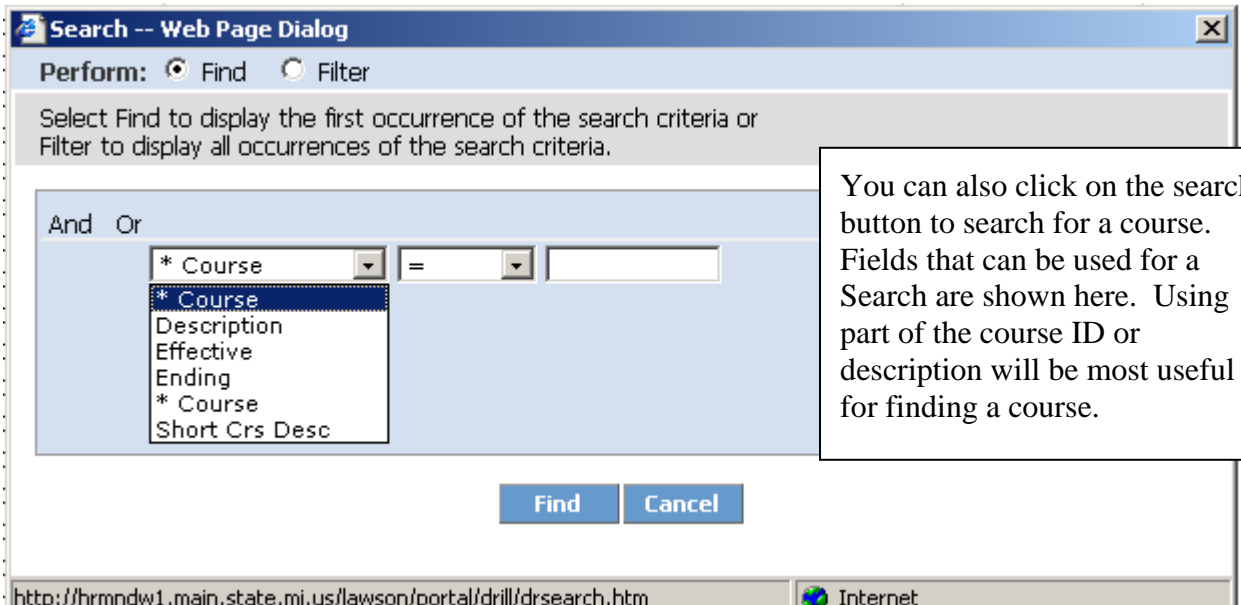 Search -- Web Page Dialog
Perform: Find Filter
Select Find to display the first occurrence of the search criteria or
Filter to display all occurrences of the search criteria.
And Or
* Course =
* Course
Description
Effective
Ending
* Course
Short Crs Desc
You can also click on the search
button to search for a course.
Fields that can be used for a
Search are shown here. Using
part of the course ID or
description will be most useful
for finding a course.
Find Cancel
http://hrmndw1.main.state.mi.us/lawson/portal/drill/drsearch.htm Internet